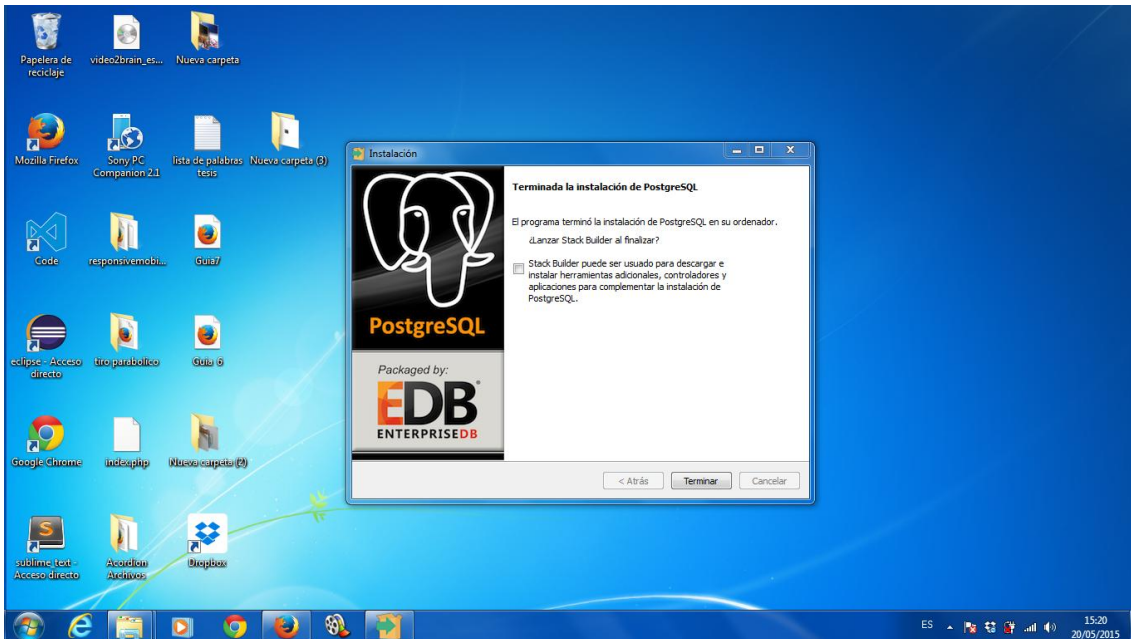 Papelera de
reciclaje
video2brain_es...
Nueva carpeta
Mozilla Firefox
Sony PC
Companion 2.1
lista de palabras
tesis
Nueva carpeta (3)
Code
responsivemobi...
Guia7
eclipse - Acceso
directo
tiro parabolico
Guia 6
Google Chrome
index.php
Nueva carpeta (2)
sublime_text -
Acceso directo
Acordion
Archivos
Dropbox
Instalación
Terminada la instalación de PostgreSQL
El programa terminó la instalación de PostgreSQL en su ordenador.
¿Lanzar Stack Builder al finalizar?
Stack Builder puede ser usado para descargar e
instalar herramientas adicionales, controladores y
aplicaciones para complementar la instalación de
PostgreSQL.
PostgreSQL
Packaged by:
EDB
ENTERPRISEDB
< Atrás
Terminar
Cancelar
ES
15:20
20/05/2015